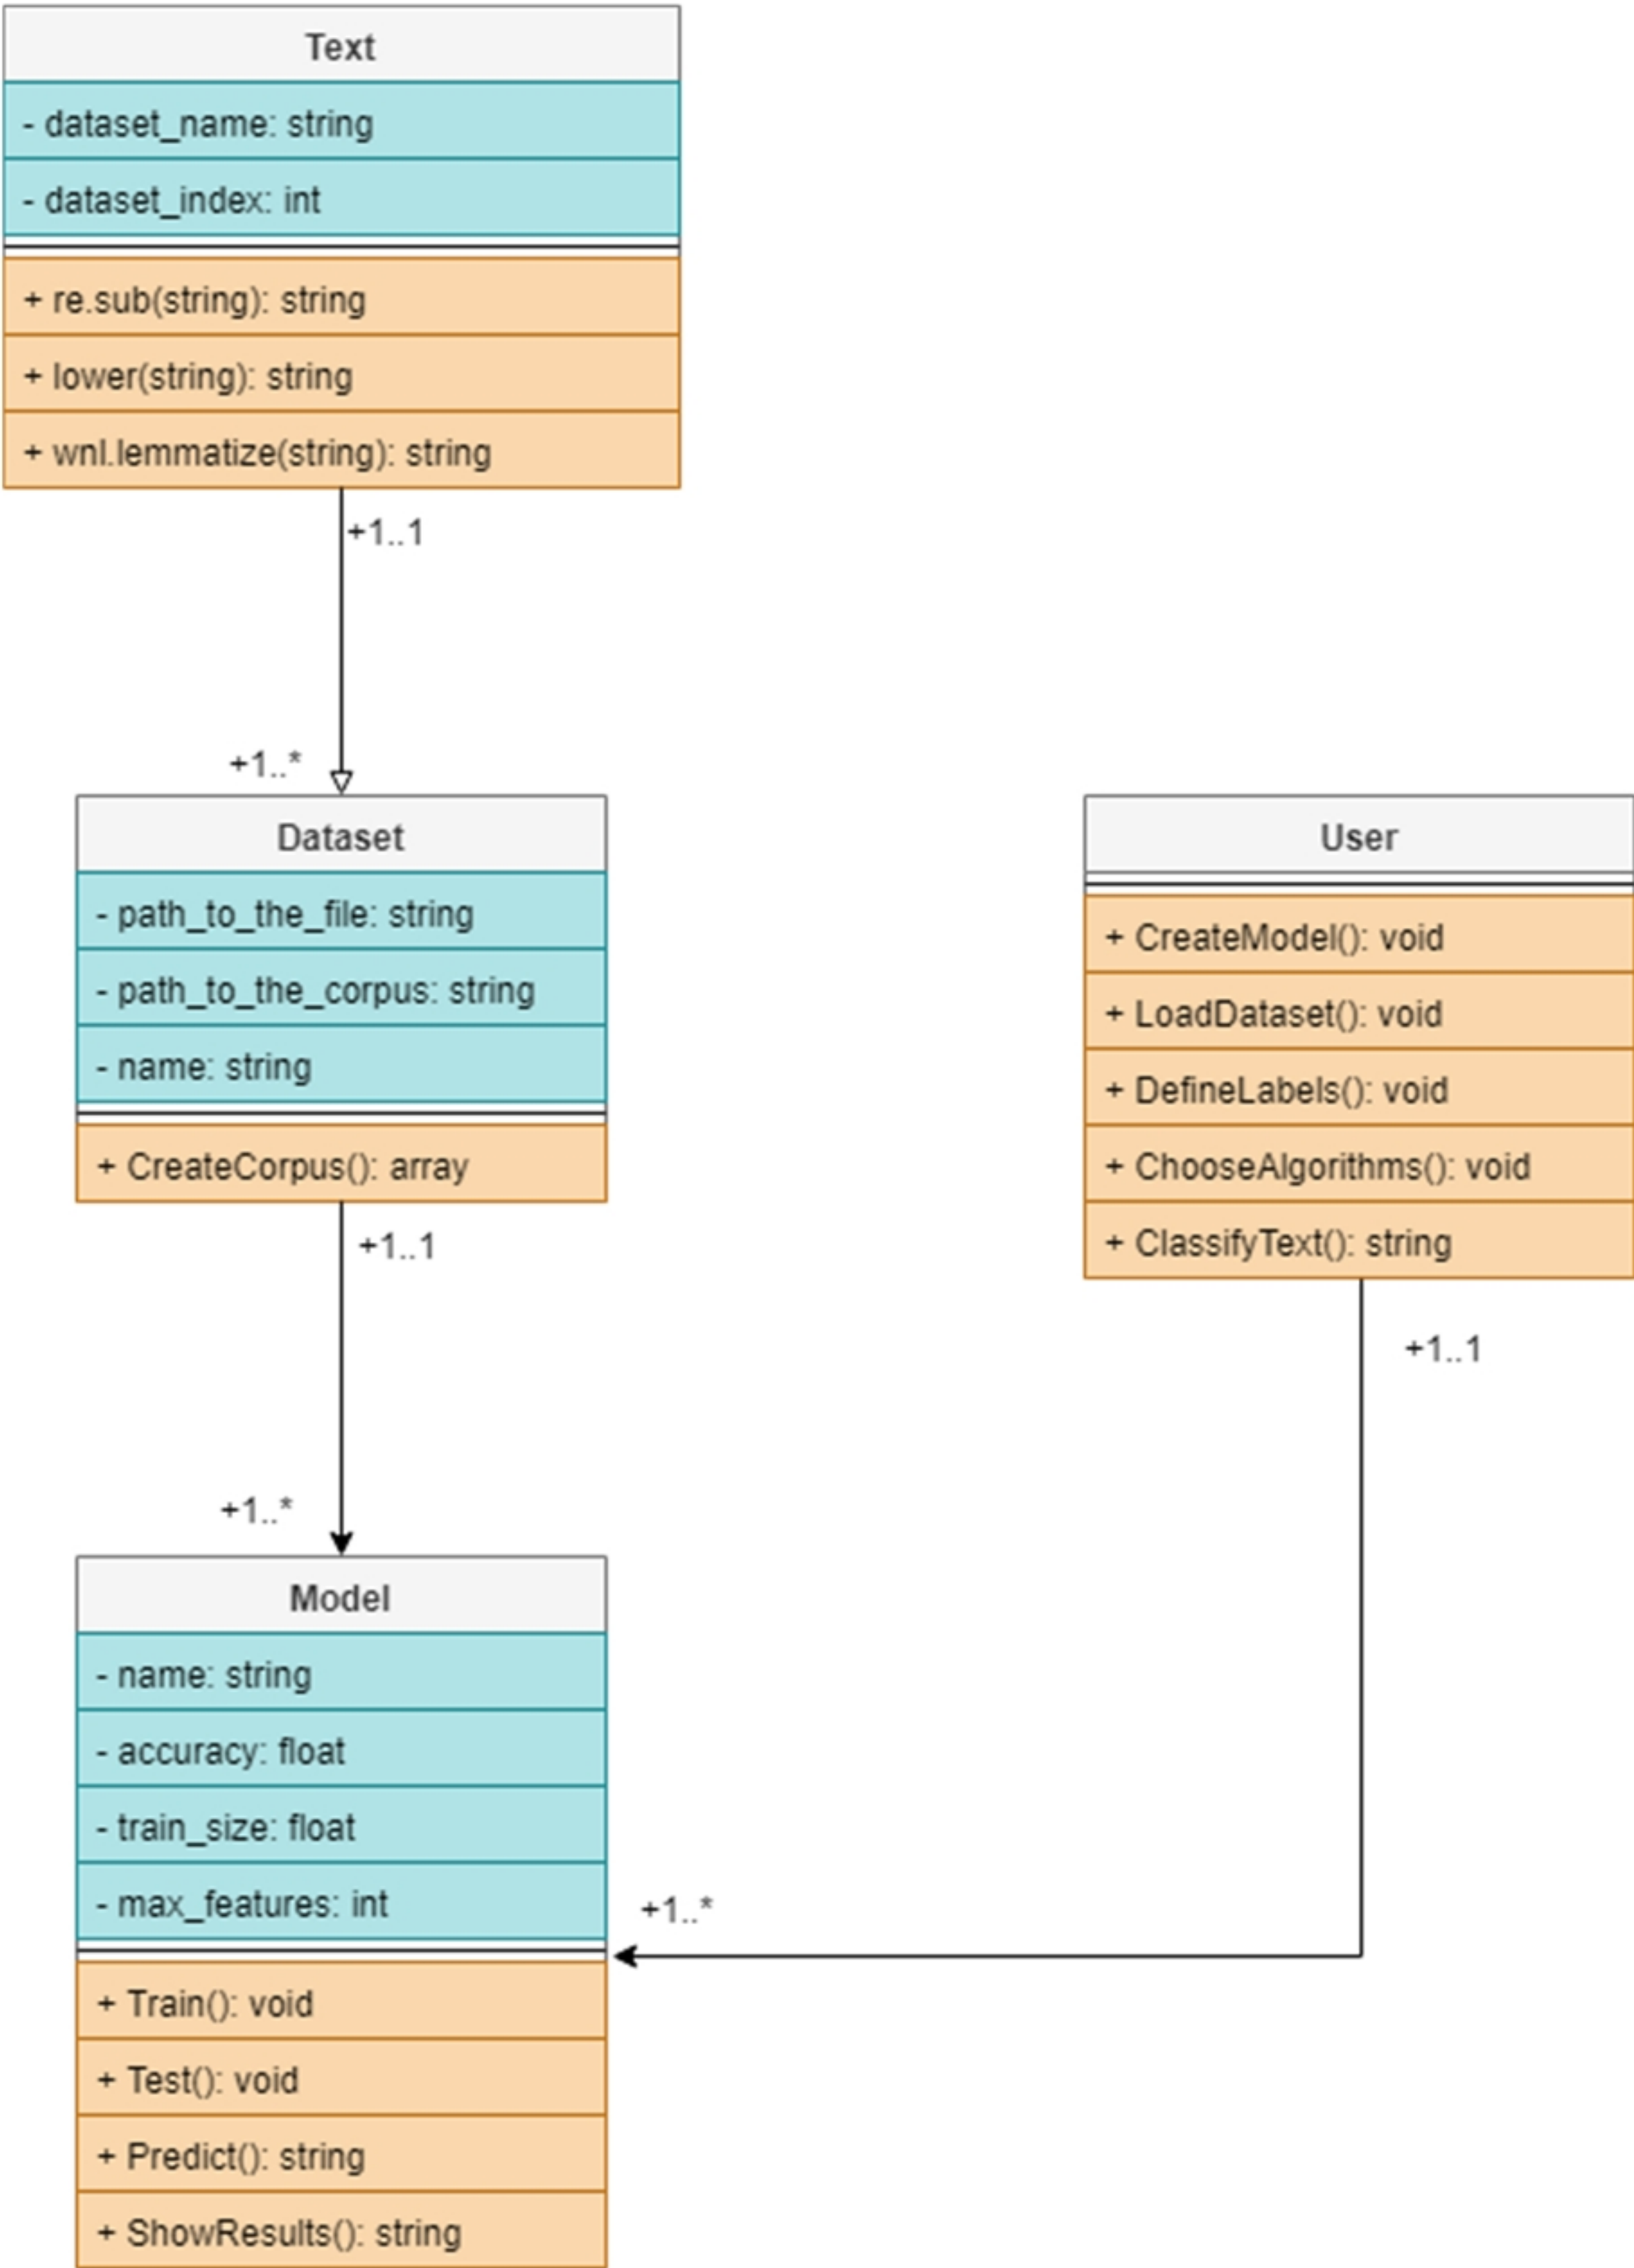 Text
- dataset_name: string
- dataset_index: int
+ re.sub(string): string
+ lower(string): string
+ wnl.lemmatize(string): string
+1..1
+1..*
Dataset
- path_to_the_file: string
- path_to_the_corpus: string
- name: string
+ CreateCorpus(): array
+1..1
User
+ CreateModel(): void
+ LoadDataset(): void
+ DefineLabels(): void
+ ChooseAlgorithms(): void
+ ClassifyText(): string
+1..1
+1..*
Model
- name: string
- accuracy: float
- train_size: float
- max_features: int
+1..*
+ Train(): void
+ Test(): void
+ Predict(): string
+ ShowResults(): string